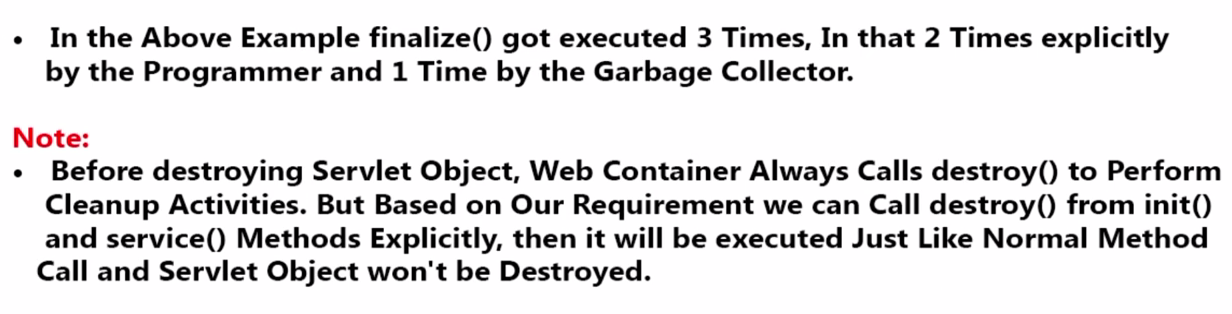 • In the Above Example finalize() got executed 3 Times, In that 2 Times explicitly
by the Programmer and 1 Time by the Garbage Collector.
Note:
• Before destroying Servlet Object, Web Container Always Calls destroy() to Perform
Cleanup Activities. But Based on Our Requirement we can Call destroy() from init()
and service() Methods Explicitly, then it will be executed Just Like Normal Method
Call and Servlet Object won't be Destroyed.